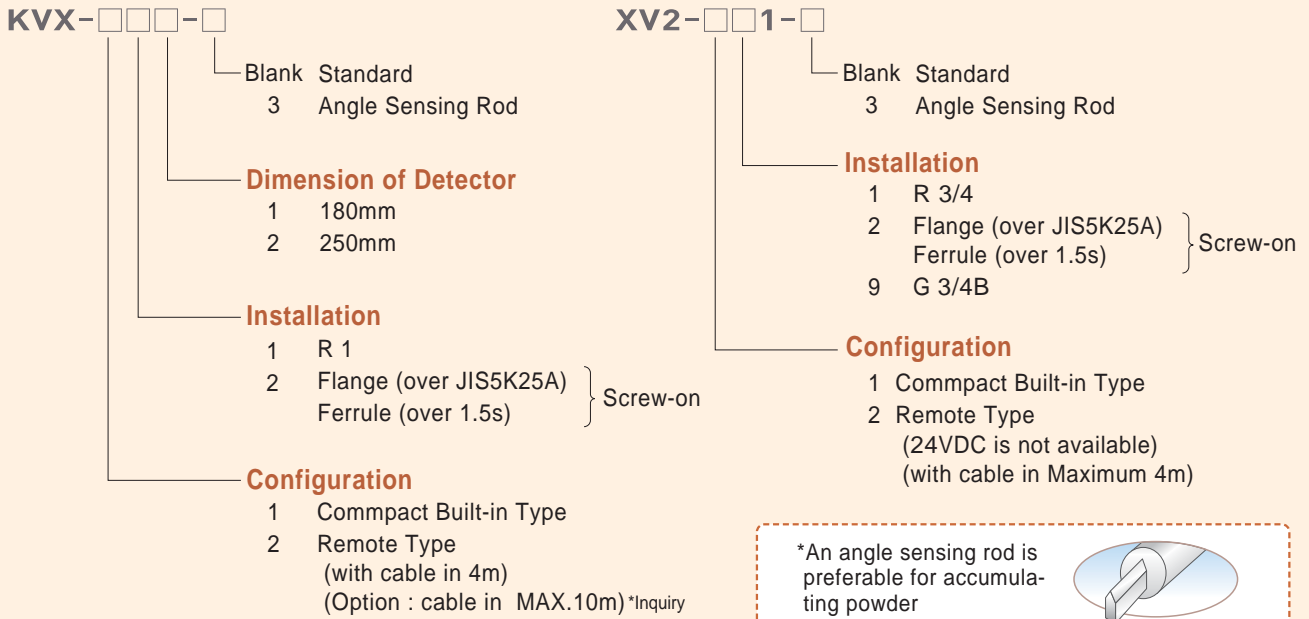 KVX-□□□-□
Blank Standard
3 Angle Sensing Rod
Dimension of Detector
1 180mm
2 250mm
Installation
1 R 1
2 Flange (over JIS5K25A)
Ferrule (over 1.5s)
Screw-on
Configuration
1 Commpact Built-in Type
2 Remote Type
(with cable in 4m)
(Option : cable in MAX.10m) *Inquiry
XV2-□□1-□
Blank Standard
3 Angle Sensing Rod
Installation
1 R 3/4
2 Flange (over JIS5K25A)
Ferrule (over 1.5s)
Screw-on
9 G 3/4B
Configuration
1 Commpact Built-in Type
2 Remote Type
(24VDC is not available)
(with cable in Maximum 4m)
*An angle sensing rod is
preferable for accumula-
ting powder